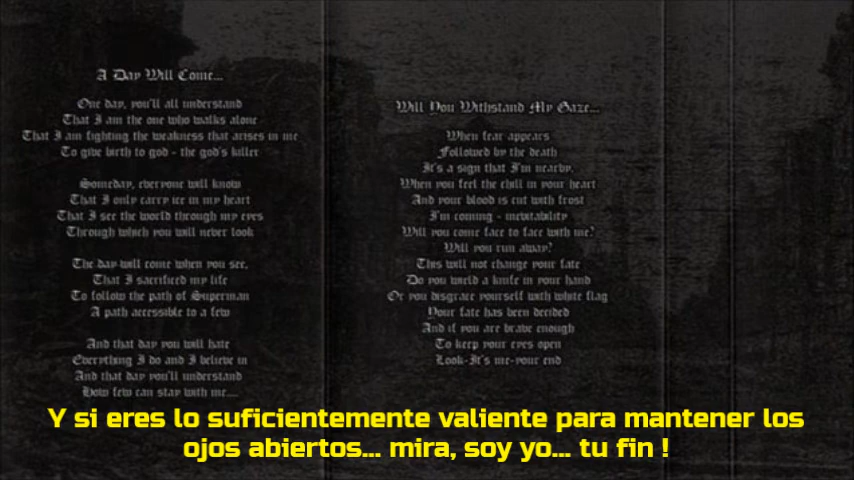 A Day Will Come...
One day, you'll all understand
That I am the one who walks alone
That I am fighting the weakness that arises in me
To give birth to god - the god's killer
Someday, everyone will know
That I only carry ice in my heart
That I see the world through my eyes
Through which you will never look
The day will come when you see,
That I sacrificed my life
To follow the path of Superman
A path accessible to a few
And that day you will hate
Everything I do and I believe in
And that day you'll understand
How few can stay with me....
Will You Withstand My Gaze...
When fear appears
Followed by the death
It's a sign that I'm nearby,
When you feel the chill in your heart
And your blood is cut with frost
I'm coming - inevitability
Will you come face to face with me?
Will you run away?
This will not change your fate
Do you wield a knife in your hand
Or you disgrace yourself with white flag
Your fate has been decided
And if you are brave enough
To keep your eyes open
Look-It's me-your end
Y si eres lo suficientemente valiente para mantener los
ojos abiertos... mira, soy yo... tu fin !